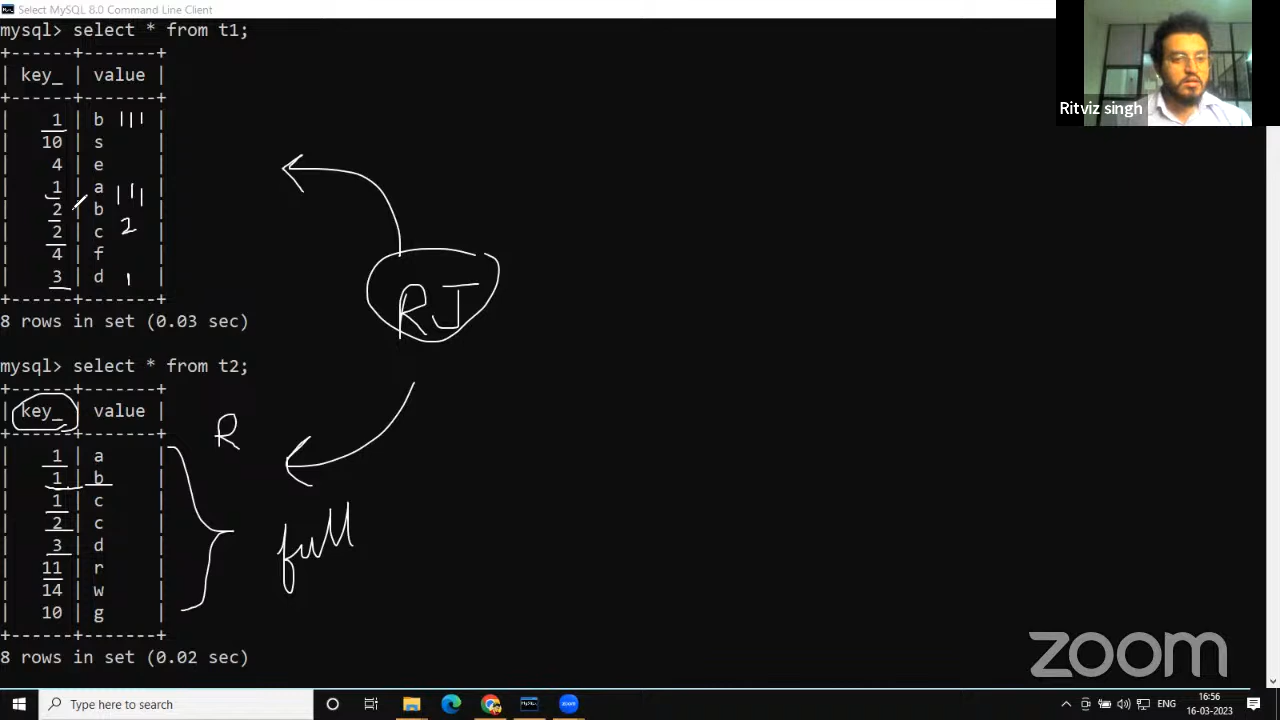 Select MySQL 8.0 Command Line Client
mysql> select * from t1;
+------+-------+
| key_ | value |
+------+-------+
| 1 | b |||
| 10 | s |
| 4 | e |
| 1 | a |||
| 2 | b |
| 2 | c 2 |
| 4 | f |
| 3 | d 1 |
+------+-------+
8 rows in set (0.03 sec)
mysql> select * from t2;
+------+-------+
| key_ | value |
+------+-------+
| 1 | a |
| 1 | b |
| 1 | c |
| 2 | c |
| 3 | d |
| 11 | r |
| 14 | w |
| 10 | g |
+------+-------+
8 rows in set (0.02 sec)
RJ
R
full
Ritviz singh
zoom
Type here to search
ENG
16:56
16-03-2023